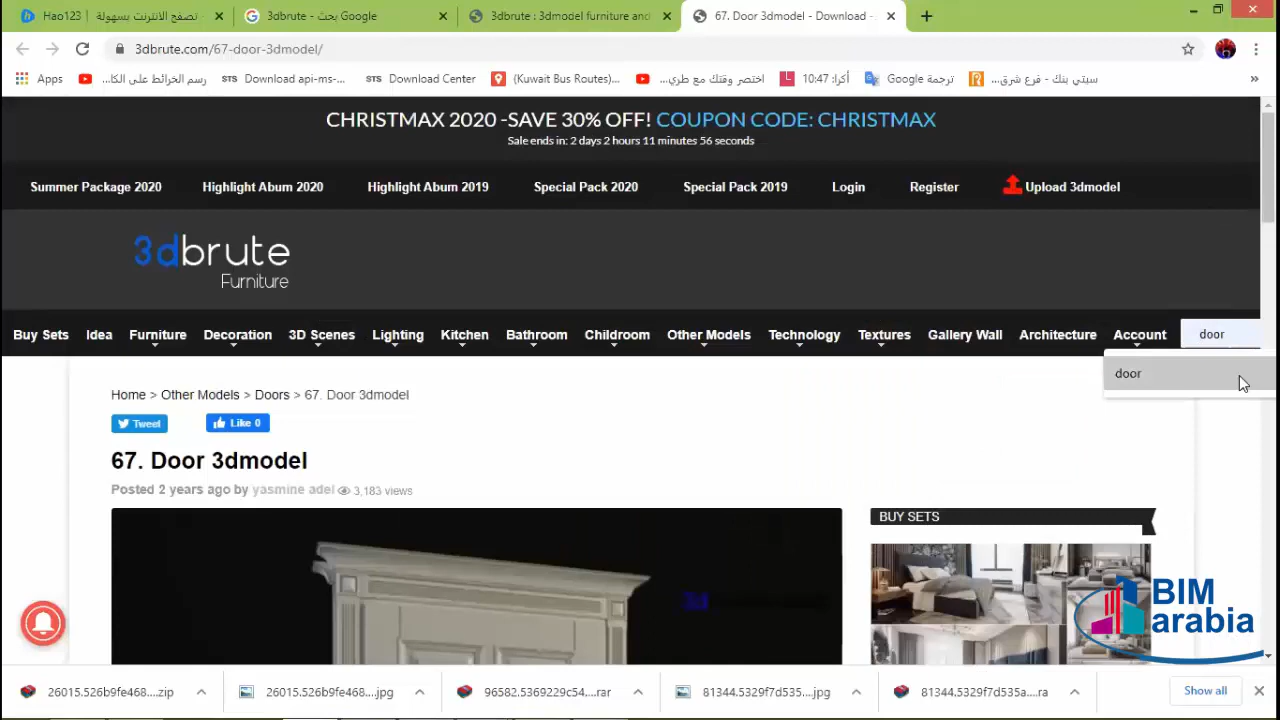 Hao123 | تصفح الانترنت بسهولة
3dbrute - بحث Google
3dbrute : 3dmodel furniture and
67. Door 3dmodel - Download -
3dbrute.com/67-door-3dmodel/
Apps
رسم الخرائط على الكا...
STS Download api-ms-...
STS Download Center
(Kuwait Bus Routes)...
اختصر وقتك مع طري...
أكرا: 10:47
ترجمة Google
سيتي بنك - فرع شرق...
CHRISTMAX 2020 -SAVE 30% OFF! COUPON CODE: CHRISTMAX
Sale ends in: 2 days 2 hours 11 minutes 56 seconds
Summer Package 2020
Highlight Abum 2020
Highlight Abum 2019
Special Pack 2020
Special Pack 2019
Login
Register
Upload 3dmodel
3dbrute
Furniture
Buy Sets
Idea
Furniture
Decoration
3D Scenes
Lighting
Kitchen
Bathroom
Childroom
Other Models
Technology
Textures
Gallery Wall
Architecture
Account
door
door
Home > Other Models > Doors > 67. Door 3dmodel
Tweet
Like 0
67. Door 3dmodel
Posted 2 years ago by yasmine adel 3,183 views
BUY SETS
3d
BIM
arabia
26015.526b9fe468....zip
26015.526b9fe468....jpg
96582.5369229c54....rar
81344.5329f7d535....jpg
81344.5329f7d535a....ra
Show all